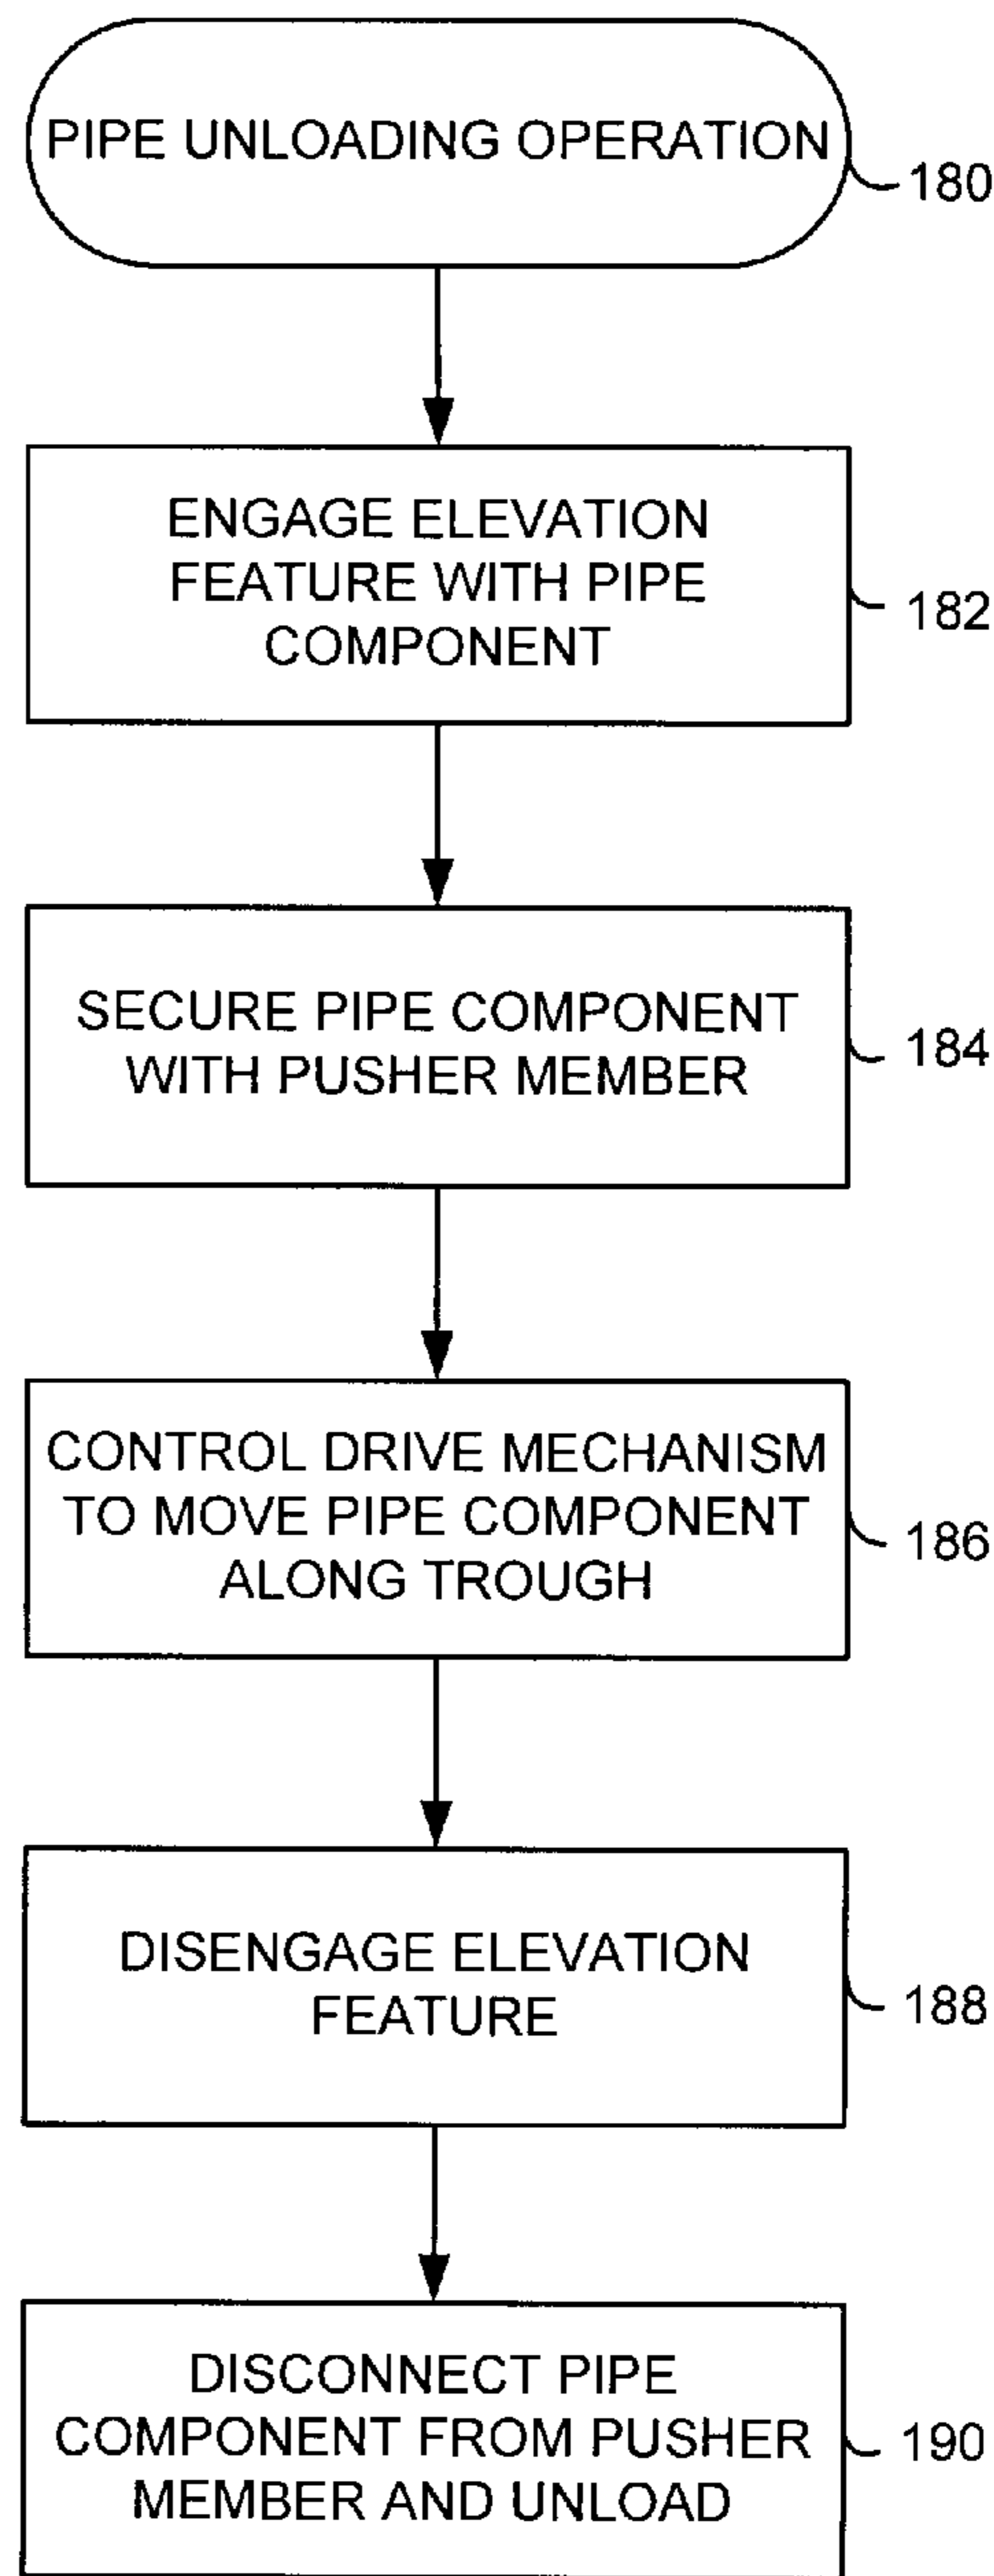 PIPE UNLOADING OPERATION
180
ENGAGE ELEVATION
FEATURE WITH PIPE
COMPONENT
182
SECURE PIPE COMPONENT
WITH PUSHER MEMBER
184
CONTROL DRIVE MECHANISM
TO MOVE PIPE COMPONENT
ALONG TROUGH
186
DISENGAGE ELEVATION
FEATURE
188
DISCONNECT PIPE
COMPONENT FROM PUSHER
MEMBER AND UNLOAD
190